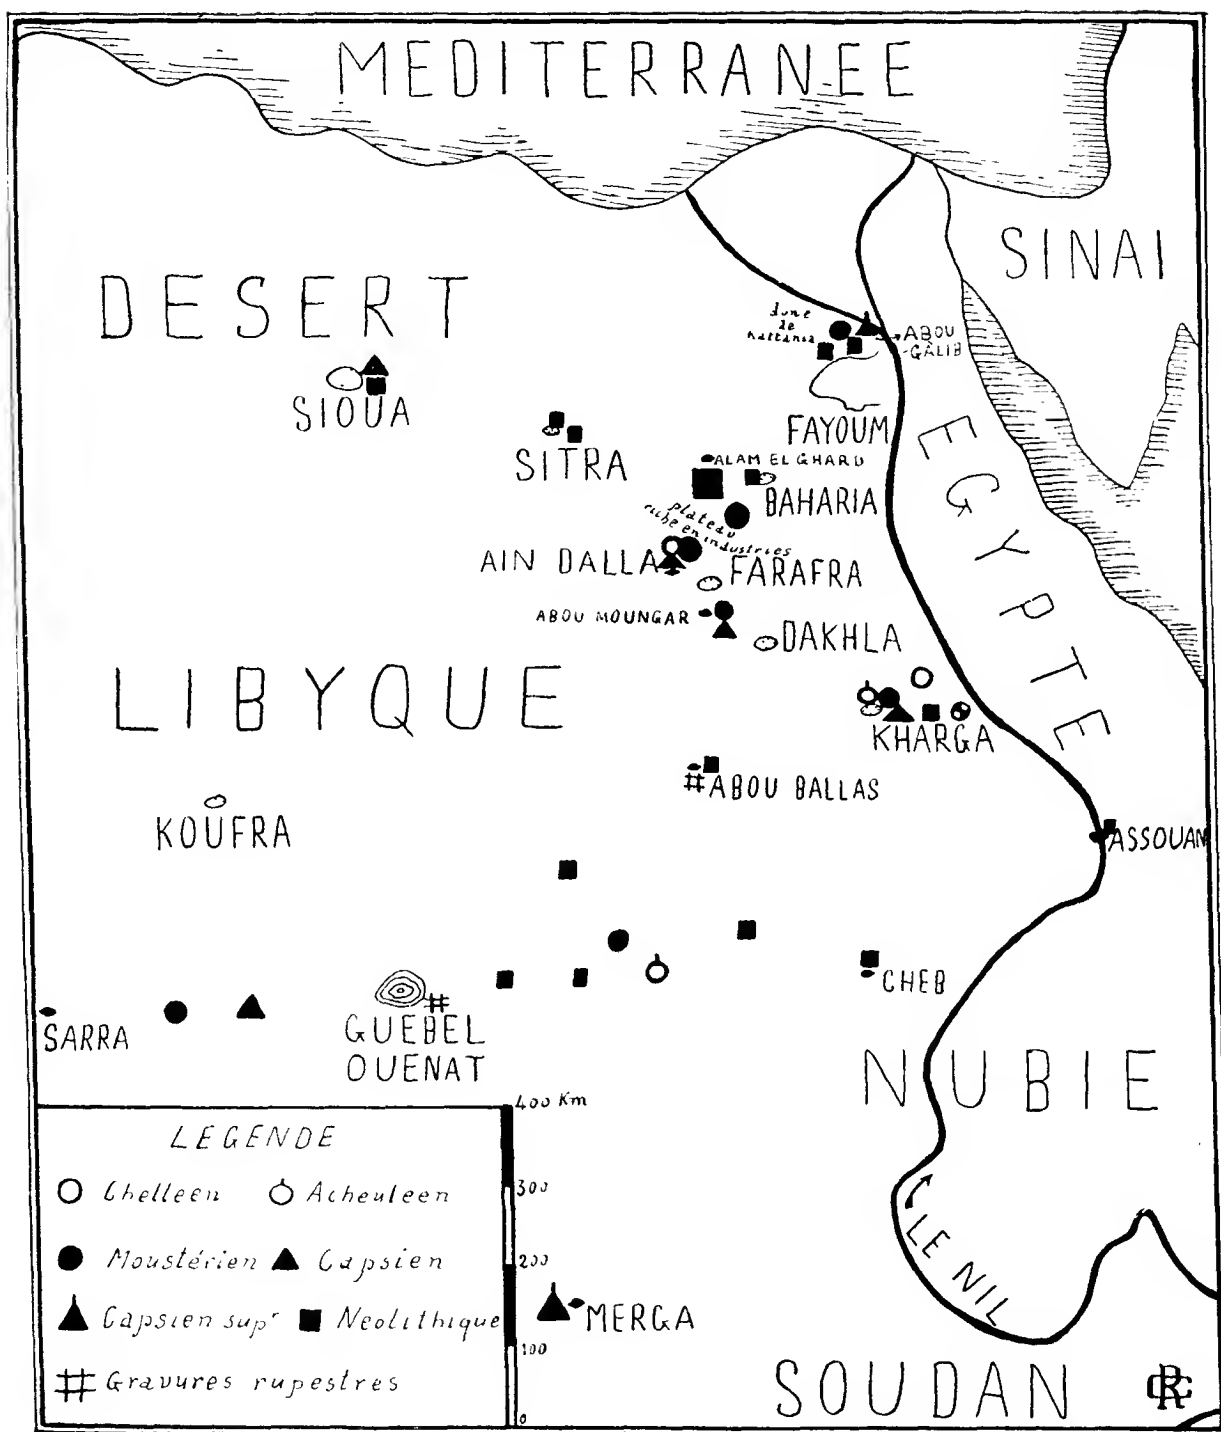 MEDITERRANEE
SINAI
DESERT
dune
de
Kattania
ABOU
GÂLIB
SIOUA
FAYOUM
SITRA
ALAM EL GHARD
BAHARIA
EGYPTE
plateau
riche en industries
AIN DALLA
FARAFRA
ABOU MOUNGAR
DAKHLA
LIBYQUE
KHARGA
ABOU BALLAS
KOUFRA
ASSOUAN
CHEB
SARRA
GUEBEL
OUENAT
NUBIE
400 Km
LEGENDE
300
Chelleen
Acheuleen
LE NIL
200
Moustérien
Capsien
Capsien supr
Neolithique
MERGA
100
Gravures rupestres
SOUDAN
0